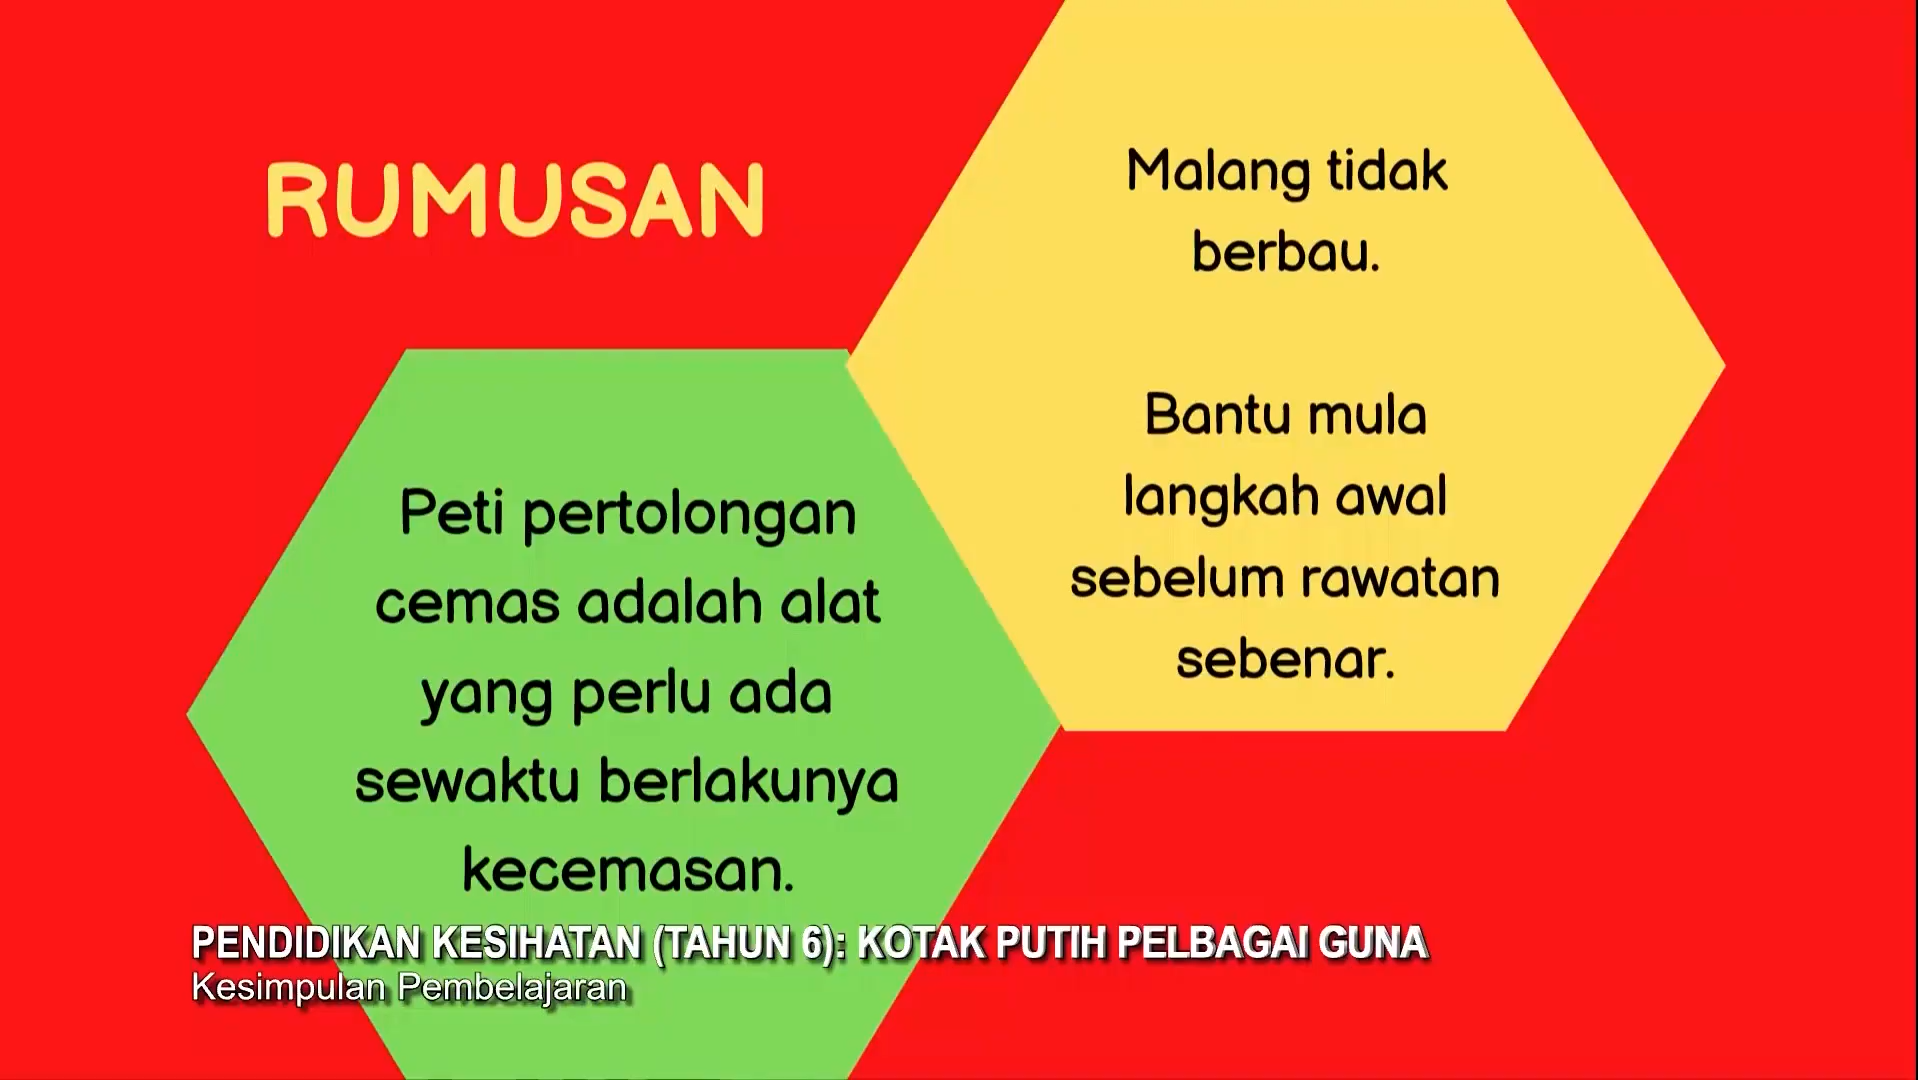 RUMUSAN
Peti pertolongan
cemas adalah alat
yang perlu ada
sewaktu berlakunya
kecemasan.
Malang tidak
berbau.
Bantu mula
langkah awal
sebelum rawatan
sebenar.
PENDIDIKAN KESIHATAN (TAHUN 6): KOTAK PUTIH PELBAGAI GUNA
Kesimpulan Pembelajaran